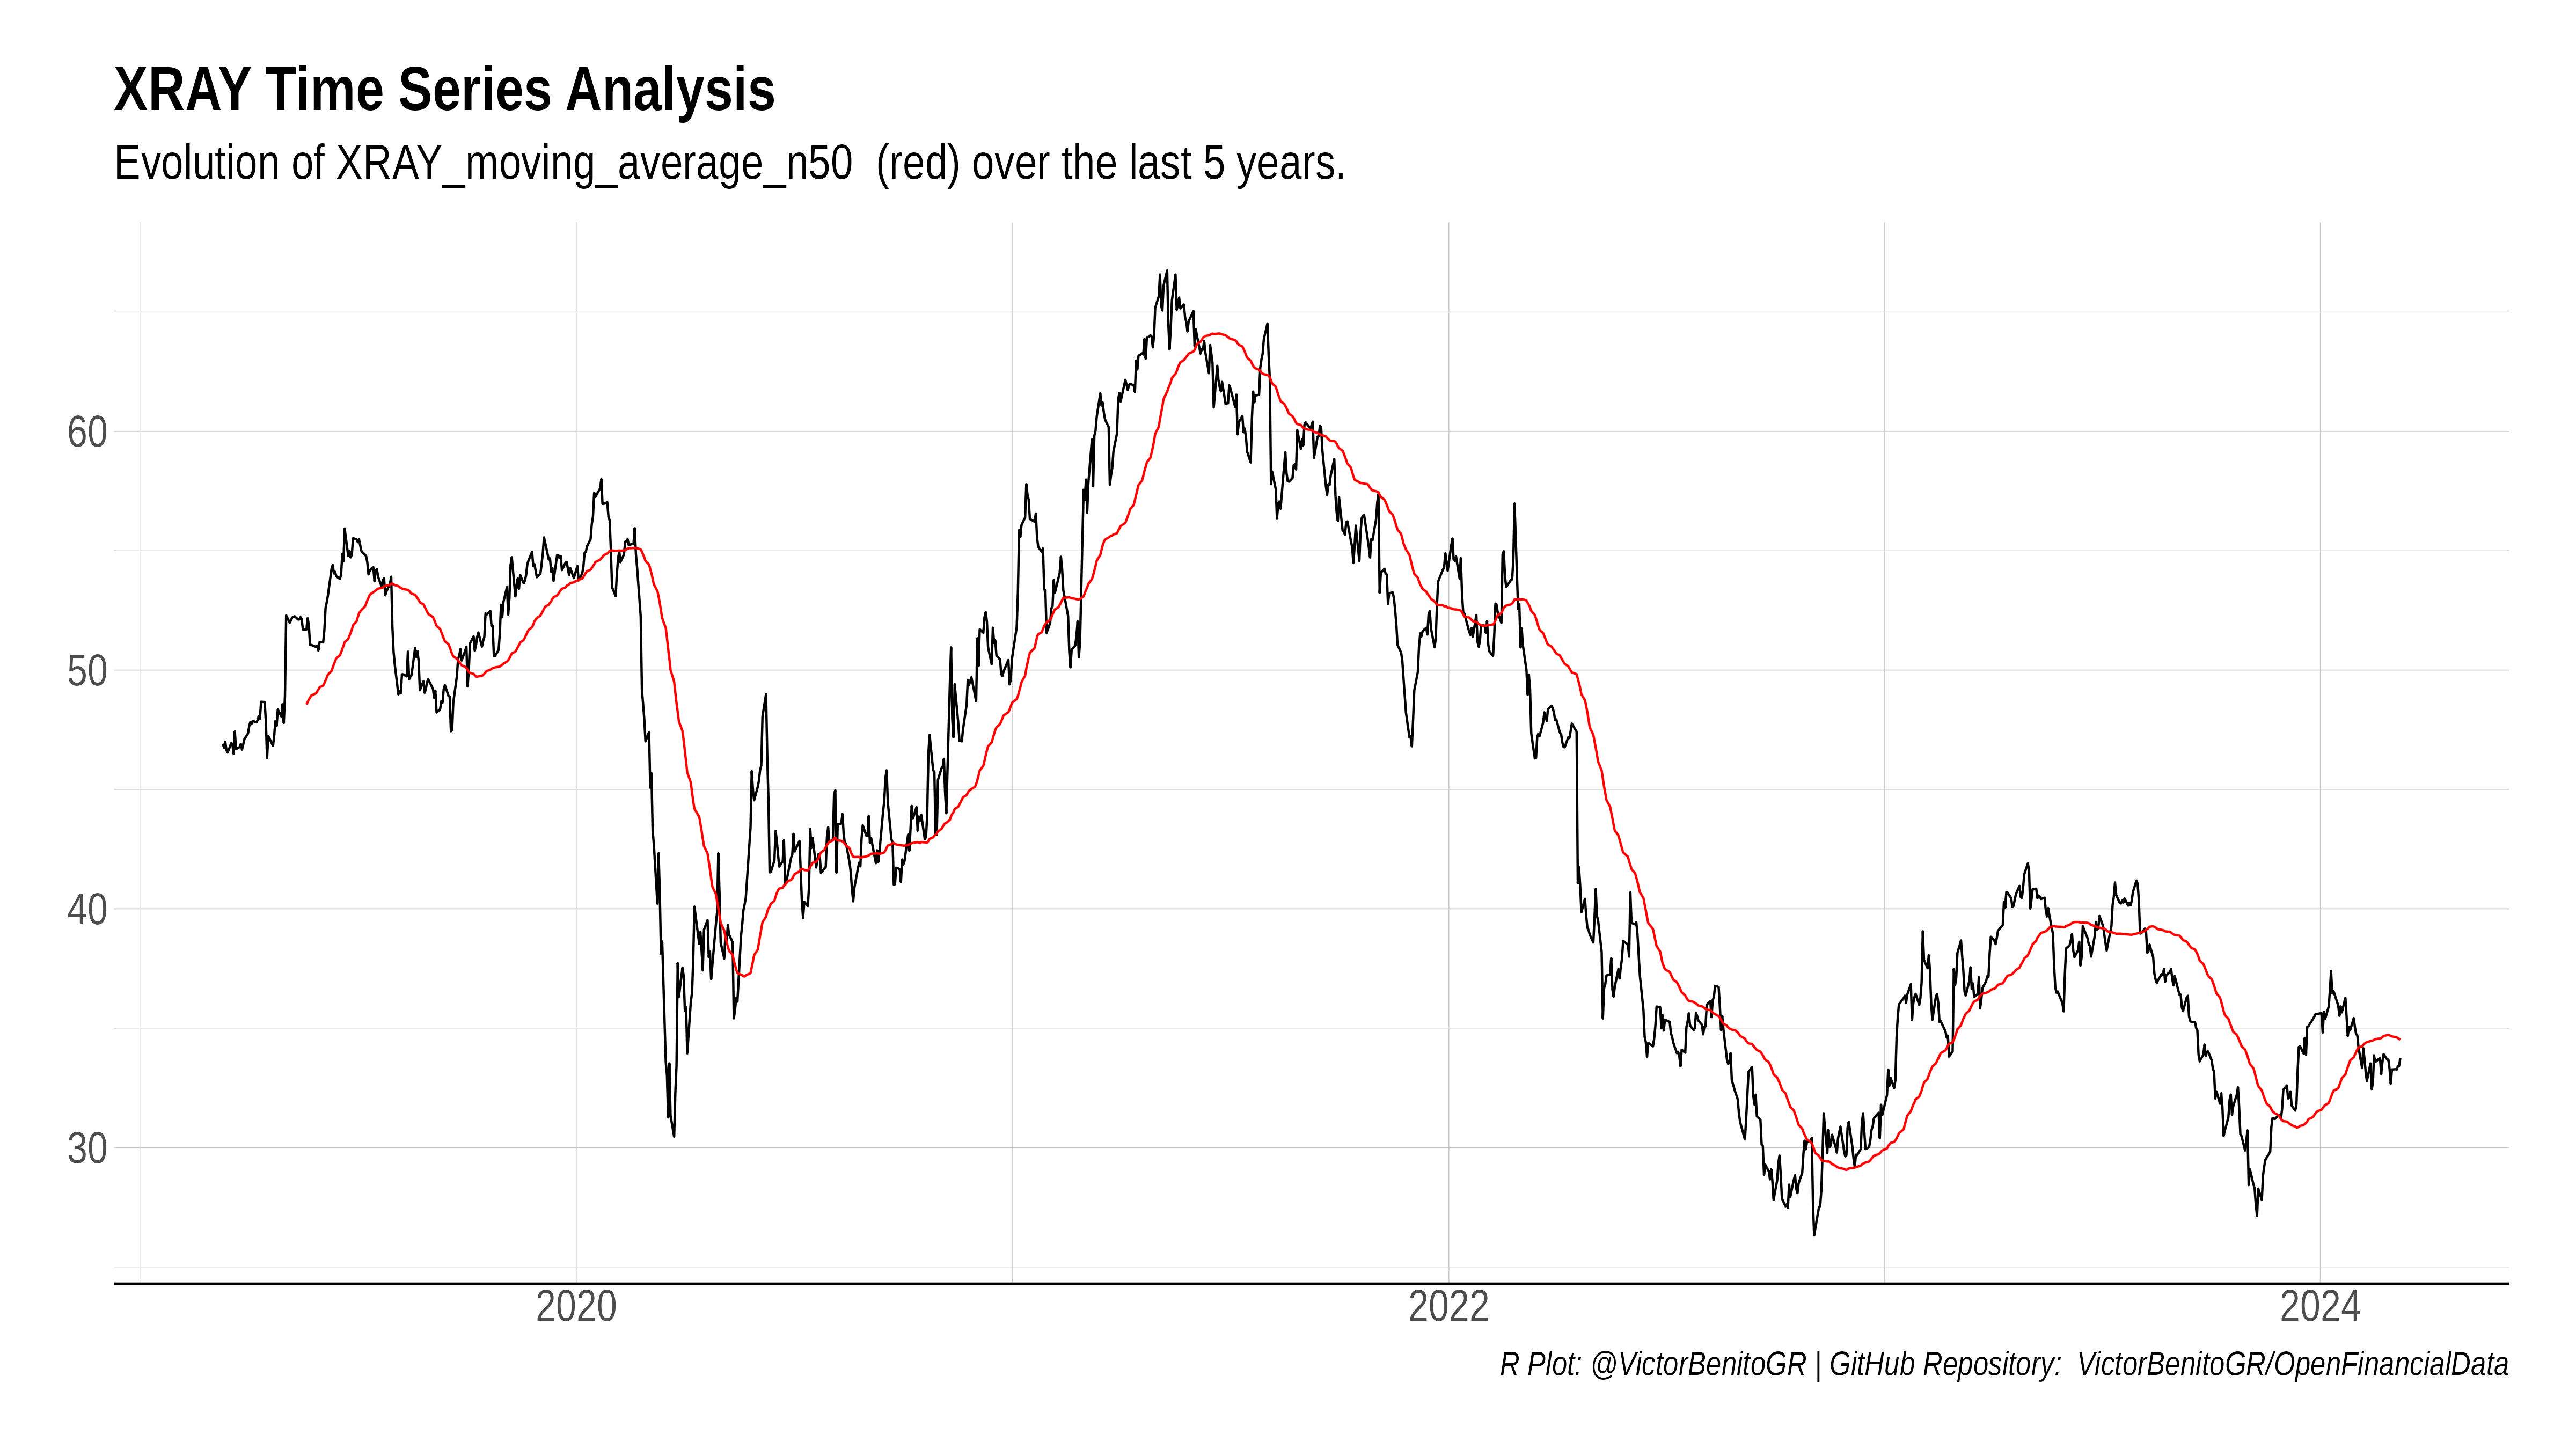 XRAY Time Series Analysis
Evolution of XRAY_moving_average_n50  (red) over the last 5 years.
60
50
40
30
2020 2022 2024
R Plot: @VictorBenitoGR | GitHub Repository:  VictorBenitoGR/OpenFinancialData